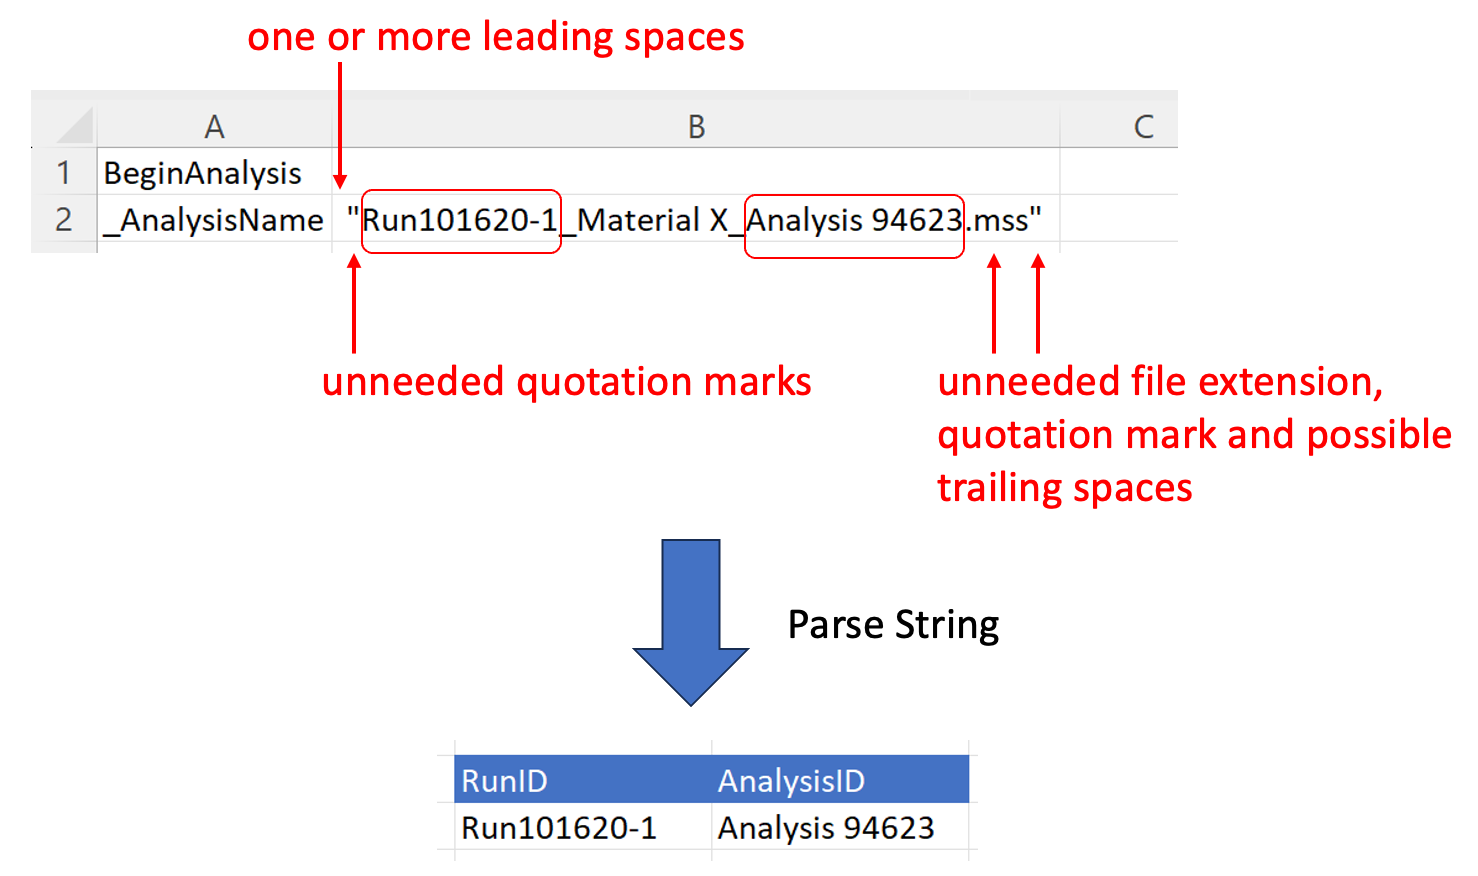 one or more leading spaces
A B C
1 BeginAnalysis
2 _AnalysisName "Run101620-1_Material X_Analysis 94623.mss"
unneeded quotation marks
unneeded file extension,
quotation mark and possible
trailing spaces
Parse String
RunID AnalysisID
Run101620-1 Analysis 94623